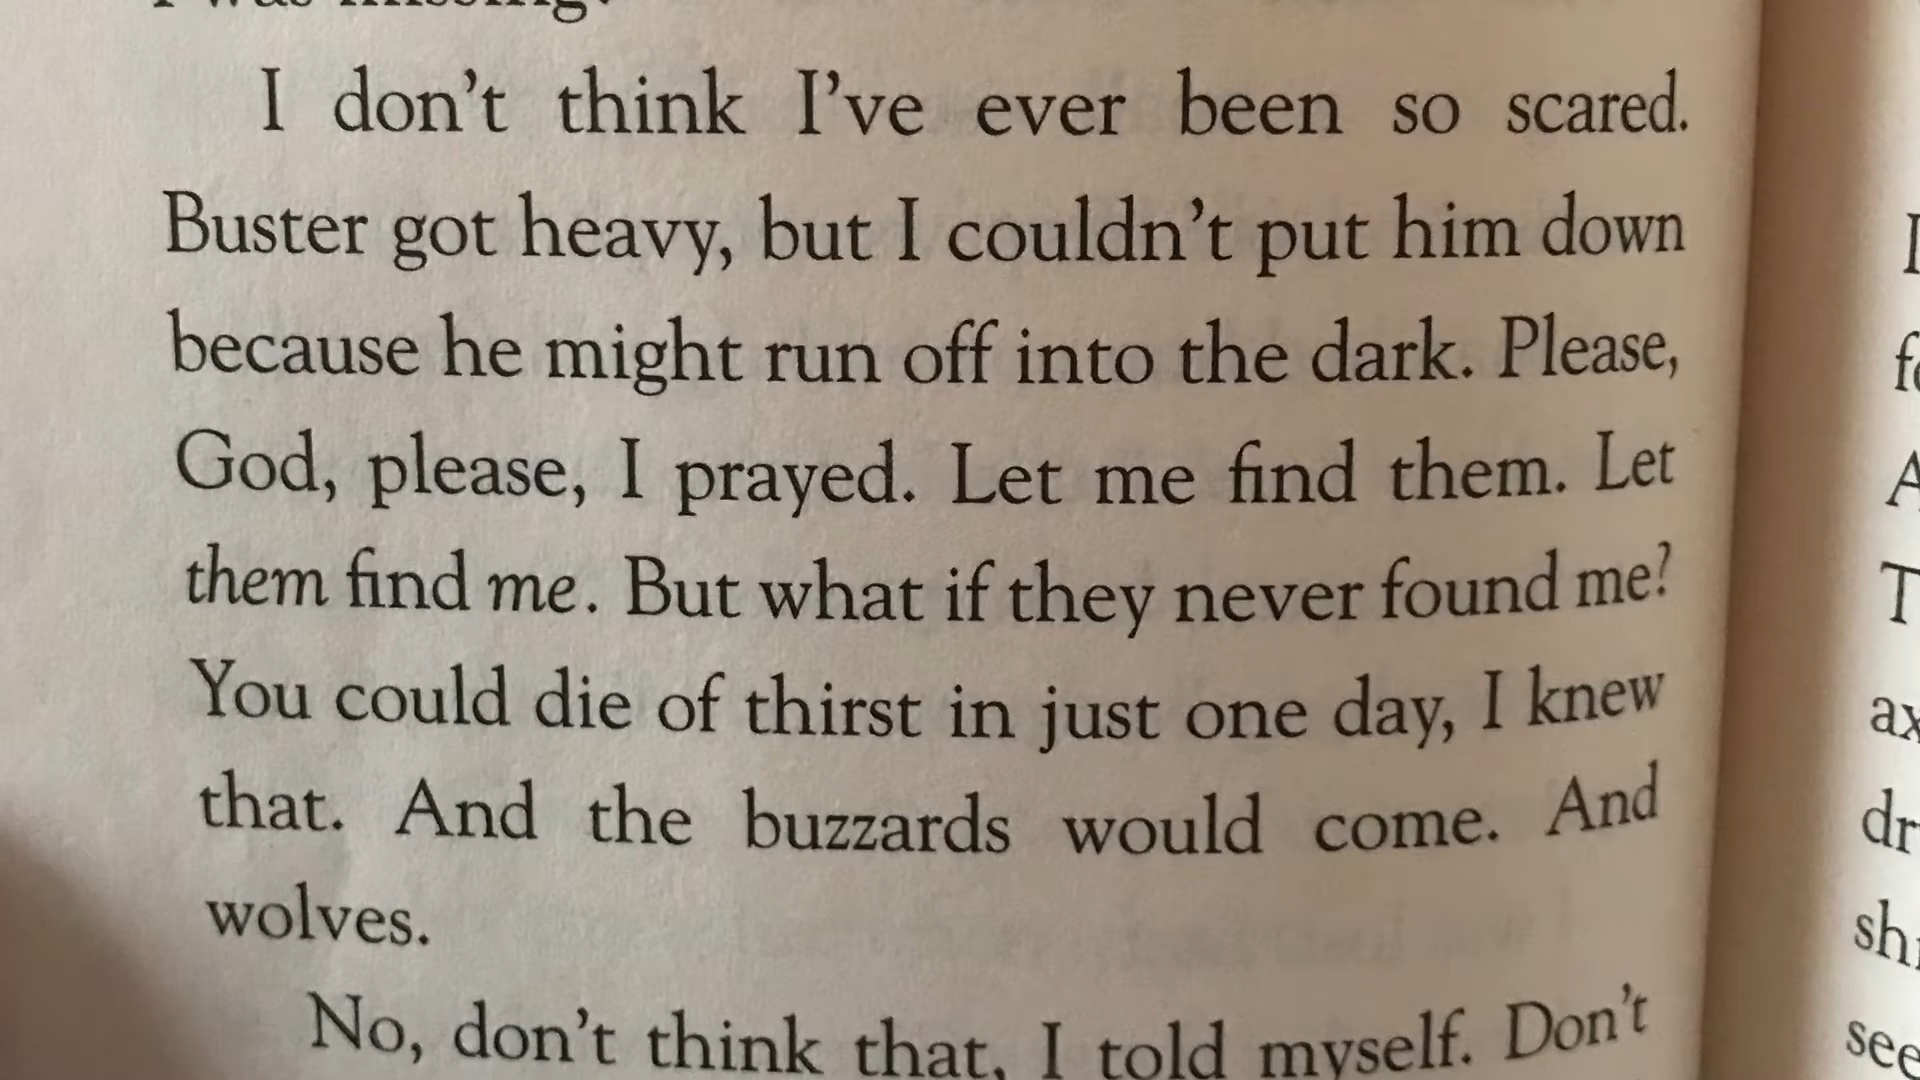 I was missing?
I don't think I've ever been so scared.
Buster got heavy, but I couldn't put him down
because he might run off into the dark. Please,
God, please, I prayed. Let me find them. Let
them find me. But what if they never found me?
You could die of thirst in just one day, I knew
that. And the buzzards would come. And
wolves.
No, don't think that, I told myself. Don't